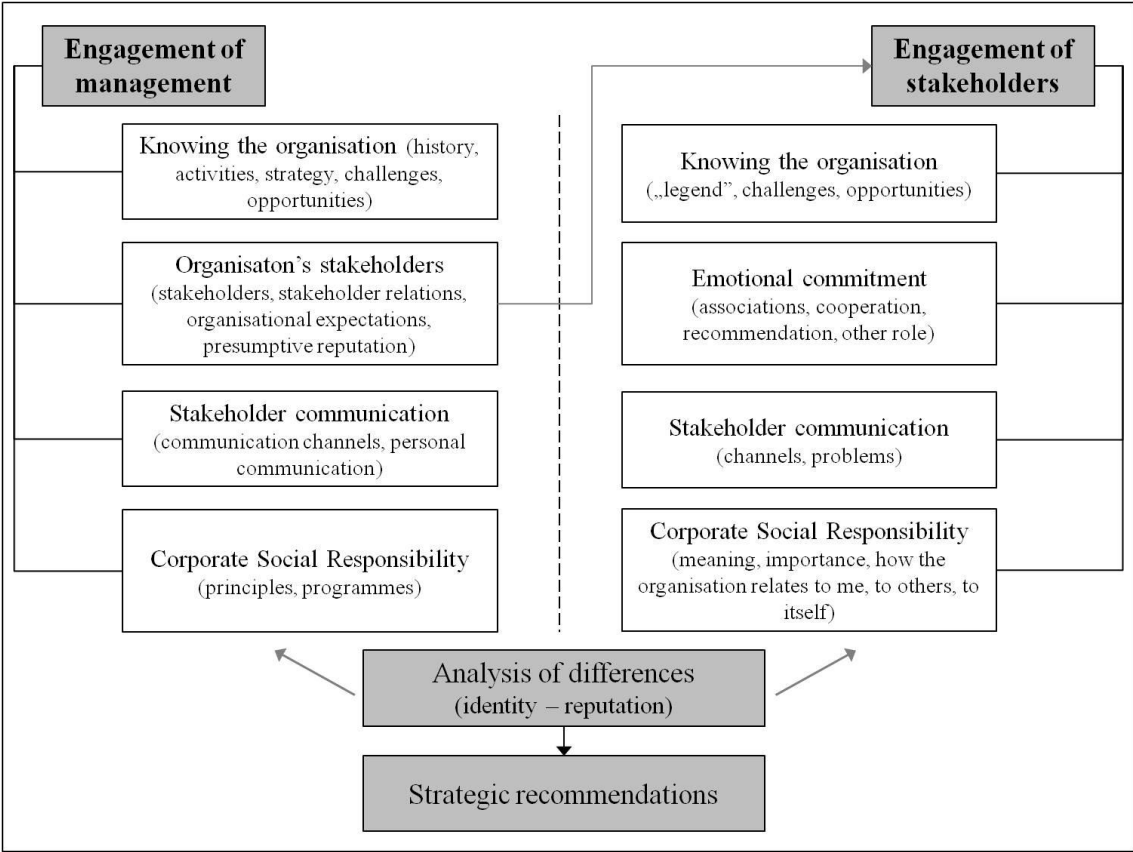 Engagement of
management
Knowing the organisation (history,
activities, strategy, challenges,
opportunities)
Organisaton’s stakeholders
(stakeholders, stakeholder relations,
organisational expectations,
presumptive reputation)
Stakeholder communication
(communication channels, personal
communication)
Corporate Social Responsibility
(principles, programmes)
Engagement of
stakeholders
Knowing the organisation
(„legend”, challenges, opportunities)
Emotional commitment
(associations, cooperation,
recommendation, other role)
Stakeholder communication
(channels, problems)
Corporate Social Responsibility
(meaning, importance, how the
organisation relates to me, to others, to
itself)
Analysis of differences
(identity – reputation)
Strategic recommendations